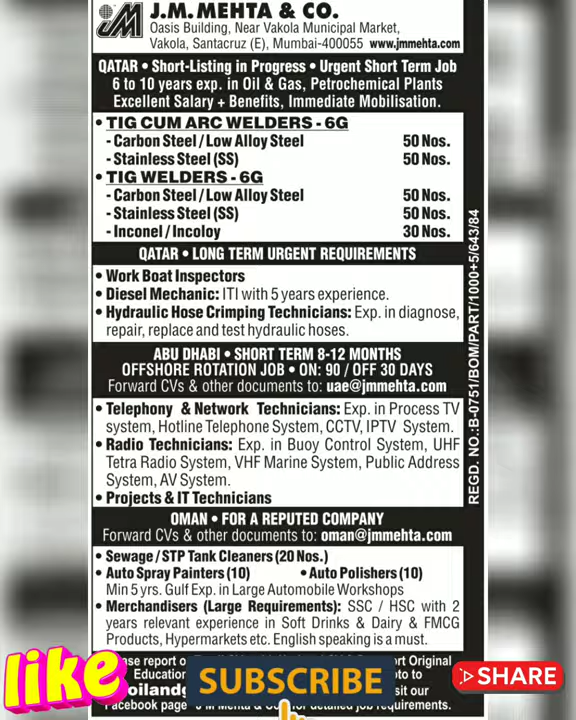 JM J.M. MEHTA & CO.
Oasis Building, Near Vakola Municipal Market,
Vakola, Santacruz (E), Mumbai-400055 www.jmmehta.com
QATAR • Short-Listing in Progress • Urgent Short Term Job
6 to 10 years exp. in Oil & Gas, Petrochemical Plants
Excellent Salary + Benefits, Immediate Mobilisation.
• TIG CUM ARC WELDERS - 6G
- Carbon Steel / Low Alloy Steel 50 Nos.
- Stainless Steel (SS) 50 Nos.
• TIG WELDERS - 6G
- Carbon Steel / Low Alloy Steel 50 Nos.
- Stainless Steel (SS) 50 Nos.
- Inconel / Incoloy 30 Nos.
QATAR • LONG TERM URGENT REQUIREMENTS
• Work Boat Inspectors
• Diesel Mechanic: ITI with 5 years experience.
• Hydraulic Hose Crimping Technicians: Exp. in diagnose,
repair, replace and test hydraulic hoses.
ABU DHABI • SHORT TERM 8-12 MONTHS
OFFSHORE ROTATION JOB • ON: 90 / OFF 30 DAYS
Forward CVs & other documents to: uae@jmmehta.com
• Telephony & Network Technicians: Exp. in Process TV
system, Hotline Telephone System, CCTV, IPTV System.
• Radio Technicians: Exp. in Buoy Control System, UHF
Tetra Radio System, VHF Marine System, Public Address
System, AV System.
• Projects & IT Technicians
OMAN • FOR A REPUTED COMPANY
Forward CVs & other documents to: oman@jmmehta.com
• Sewage / STP Tank Cleaners (20 Nos.)
• Auto Spray Painters (10) • Auto Polishers (10)
Min 5 yrs. Gulf Exp. in Large Automobile Workshops
• Merchandisers (Large Requirements): SSC / HSC with 2
years relevant experience in Soft Drinks & Dairy & FMCG
Products, Hypermarkets etc. English speaking is a must.
report Original
Education to
sit our
Facebook page J M Mehta & Co for detailed job requirements.
REGD. NO.:B-0751/BOM/PART/1000+5/643/84
like
SUBSCRIBE
SHARE